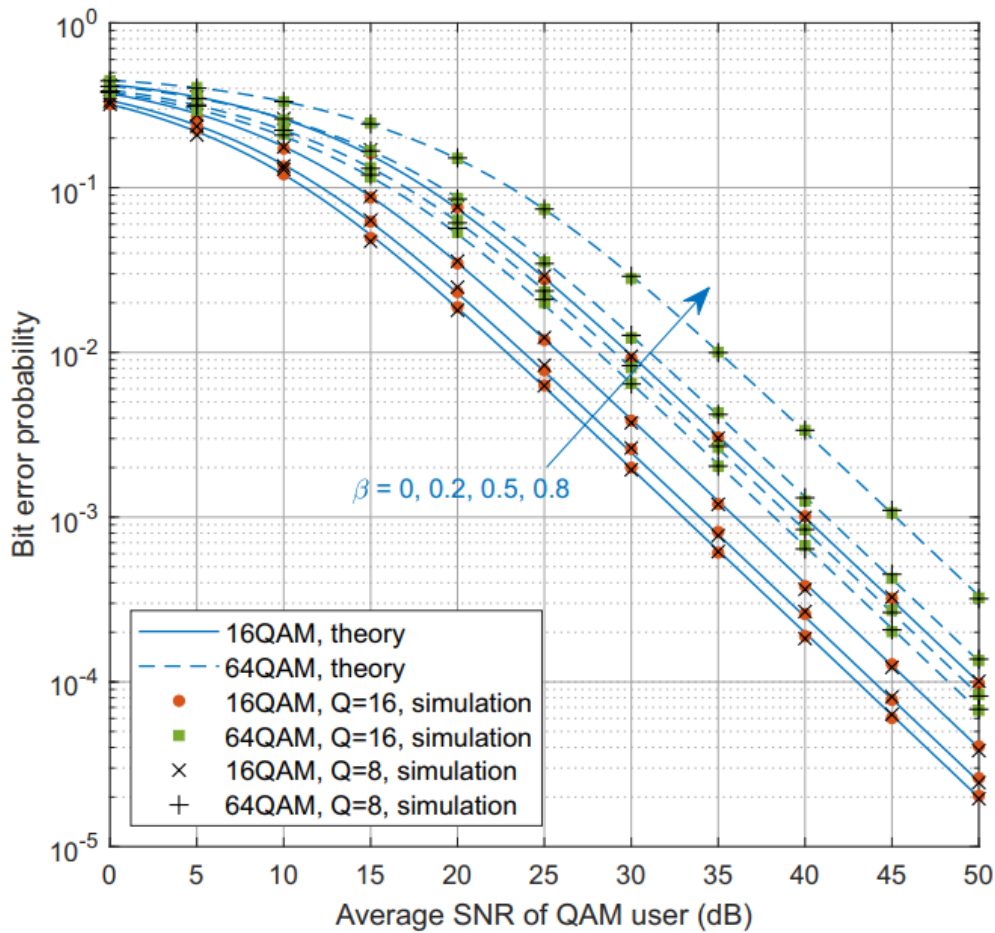 10^0
10^-1
10^-2
10^-3
10^-4
10^-5
Bit error probability
β = 0, 0.2, 0.5, 0.8
16QAM, theory
64QAM, theory
16QAM, Q=16, simulation
64QAM, Q=16, simulation
16QAM, Q=8, simulation
64QAM, Q=8, simulation
0 5 10 15 20 25 30 35 40 45 50
Average SNR of QAM user (dB)